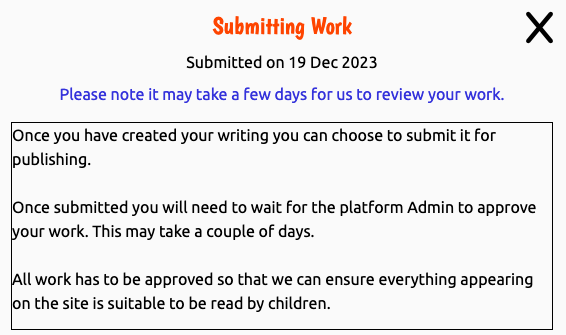 Submitting Work
Submitted on 19 Dec 2023
Please note it may take a few days for us to review your work.
Once you have created your writing you can choose to submit it for
publishing.
Once submitted you will need to wait for the platform Admin to approve
your work. This may take a couple of days.
All work has to be approved so that we can ensure everything appearing
on the site is suitable to be read by children.